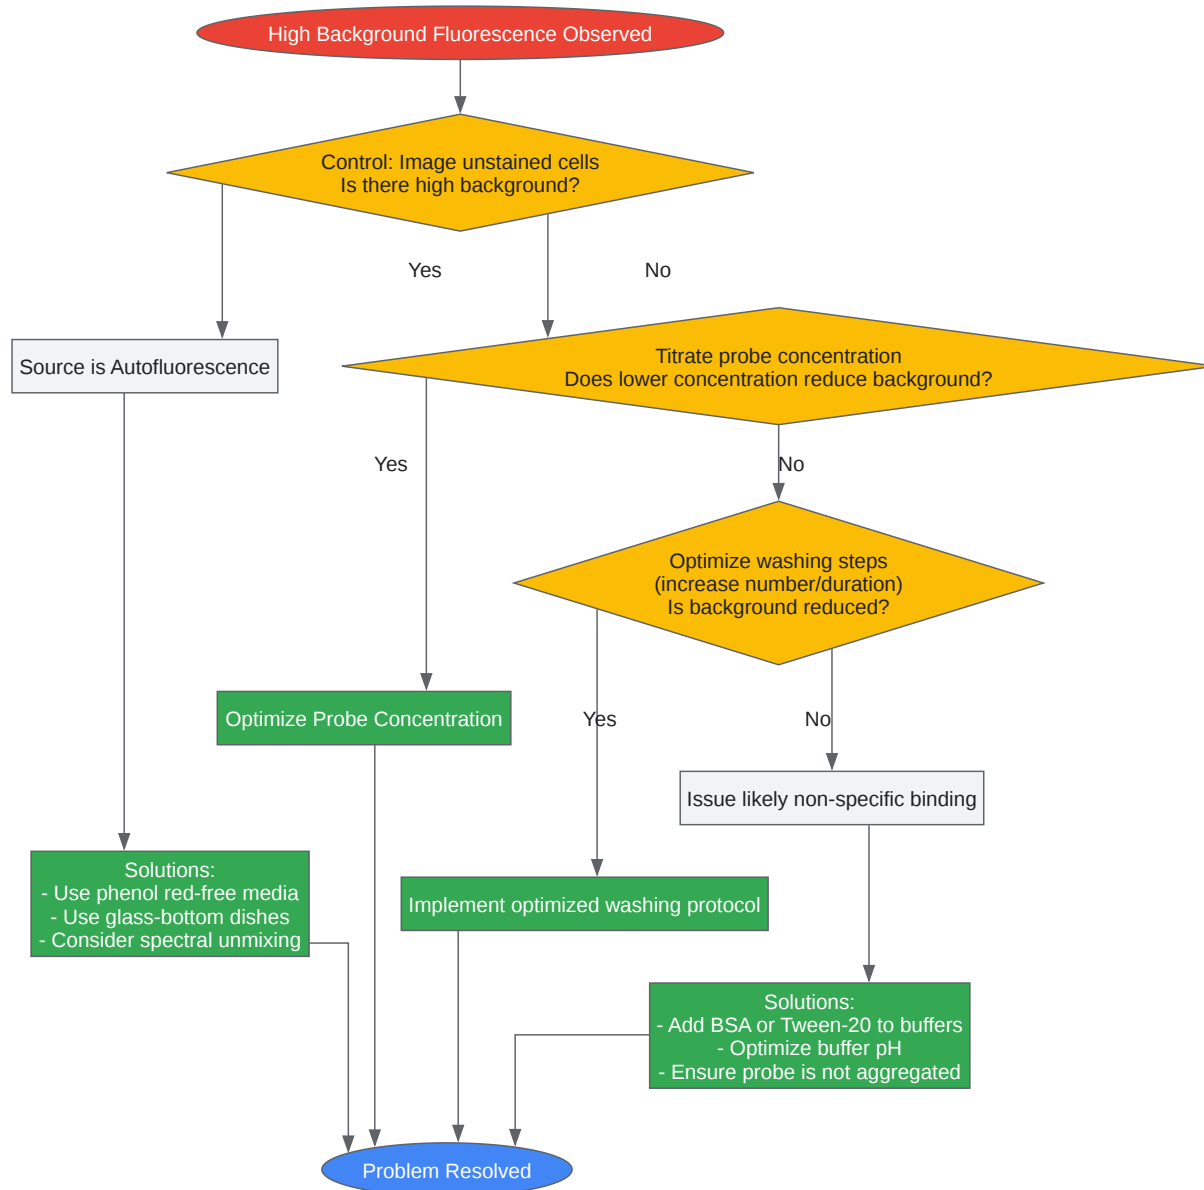 High Background Fluorescence Observed
Control: Image unstained cells
Is there high background?
Yes
No
Source is Autofluorescence
Titrate probe concentration
Does lower concentration reduce background?
Yes
No
Optimize washing steps
(increase number/duration)
Is background reduced?
Optimize Probe Concentration
Yes
No
Issue likely non-specific binding
Solutions:
- Use phenol red-free media
- Use glass-bottom dishes
- Consider spectral unmixing
Implement optimized washing protocol
Solutions:
- Add BSA or Tween-20 to buffers
- Optimize buffer pH
- Ensure probe is not aggregated
Problem Resolved